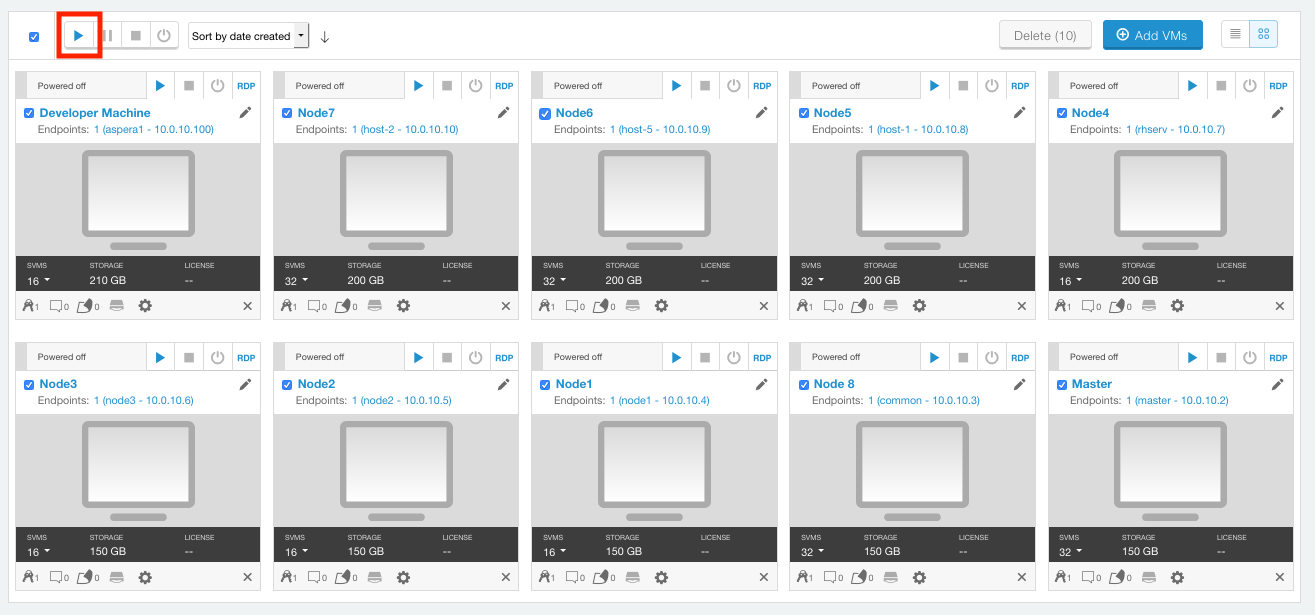 Sort by date created
Delete (10)
Add VMs
Powered off RDP
Developer Machine
Endpoints: 1 (aspera1 - 10.0.10.100)
SVMS STORAGE LICENSE
16 210 GB --
1 0 0
Powered off RDP
Node7
Endpoints: 1 (host-2 - 10.0.10.10)
SVMS STORAGE LICENSE
32 200 GB --
1 0 0
Powered off RDP
Node6
Endpoints: 1 (host-5 - 10.0.10.9)
SVMS STORAGE LICENSE
32 200 GB --
1 0 0
Powered off RDP
Node5
Endpoints: 1 (host-1 - 10.0.10.8)
SVMS STORAGE LICENSE
32 200 GB --
1 0 0
Powered off RDP
Node4
Endpoints: 1 (rhserv - 10.0.10.7)
SVMS STORAGE LICENSE
16 200 GB --
1 0 0
Powered off RDP
Node3
Endpoints: 1 (node3 - 10.0.10.6)
SVMS STORAGE LICENSE
16 150 GB --
1 0 0
Powered off RDP
Node2
Endpoints: 1 (node2 - 10.0.10.5)
SVMS STORAGE LICENSE
16 150 GB --
1 0 0
Powered off RDP
Node1
Endpoints: 1 (node1 - 10.0.10.4)
SVMS STORAGE LICENSE
16 150 GB --
1 0 0
Powered off RDP
Node 8
Endpoints: 1 (common - 10.0.10.3)
SVMS STORAGE LICENSE
32 150 GB --
1 0 0
Powered off RDP
Master
Endpoints: 1 (master - 10.0.10.2)
SVMS STORAGE LICENSE
32 150 GB --
1 0 0